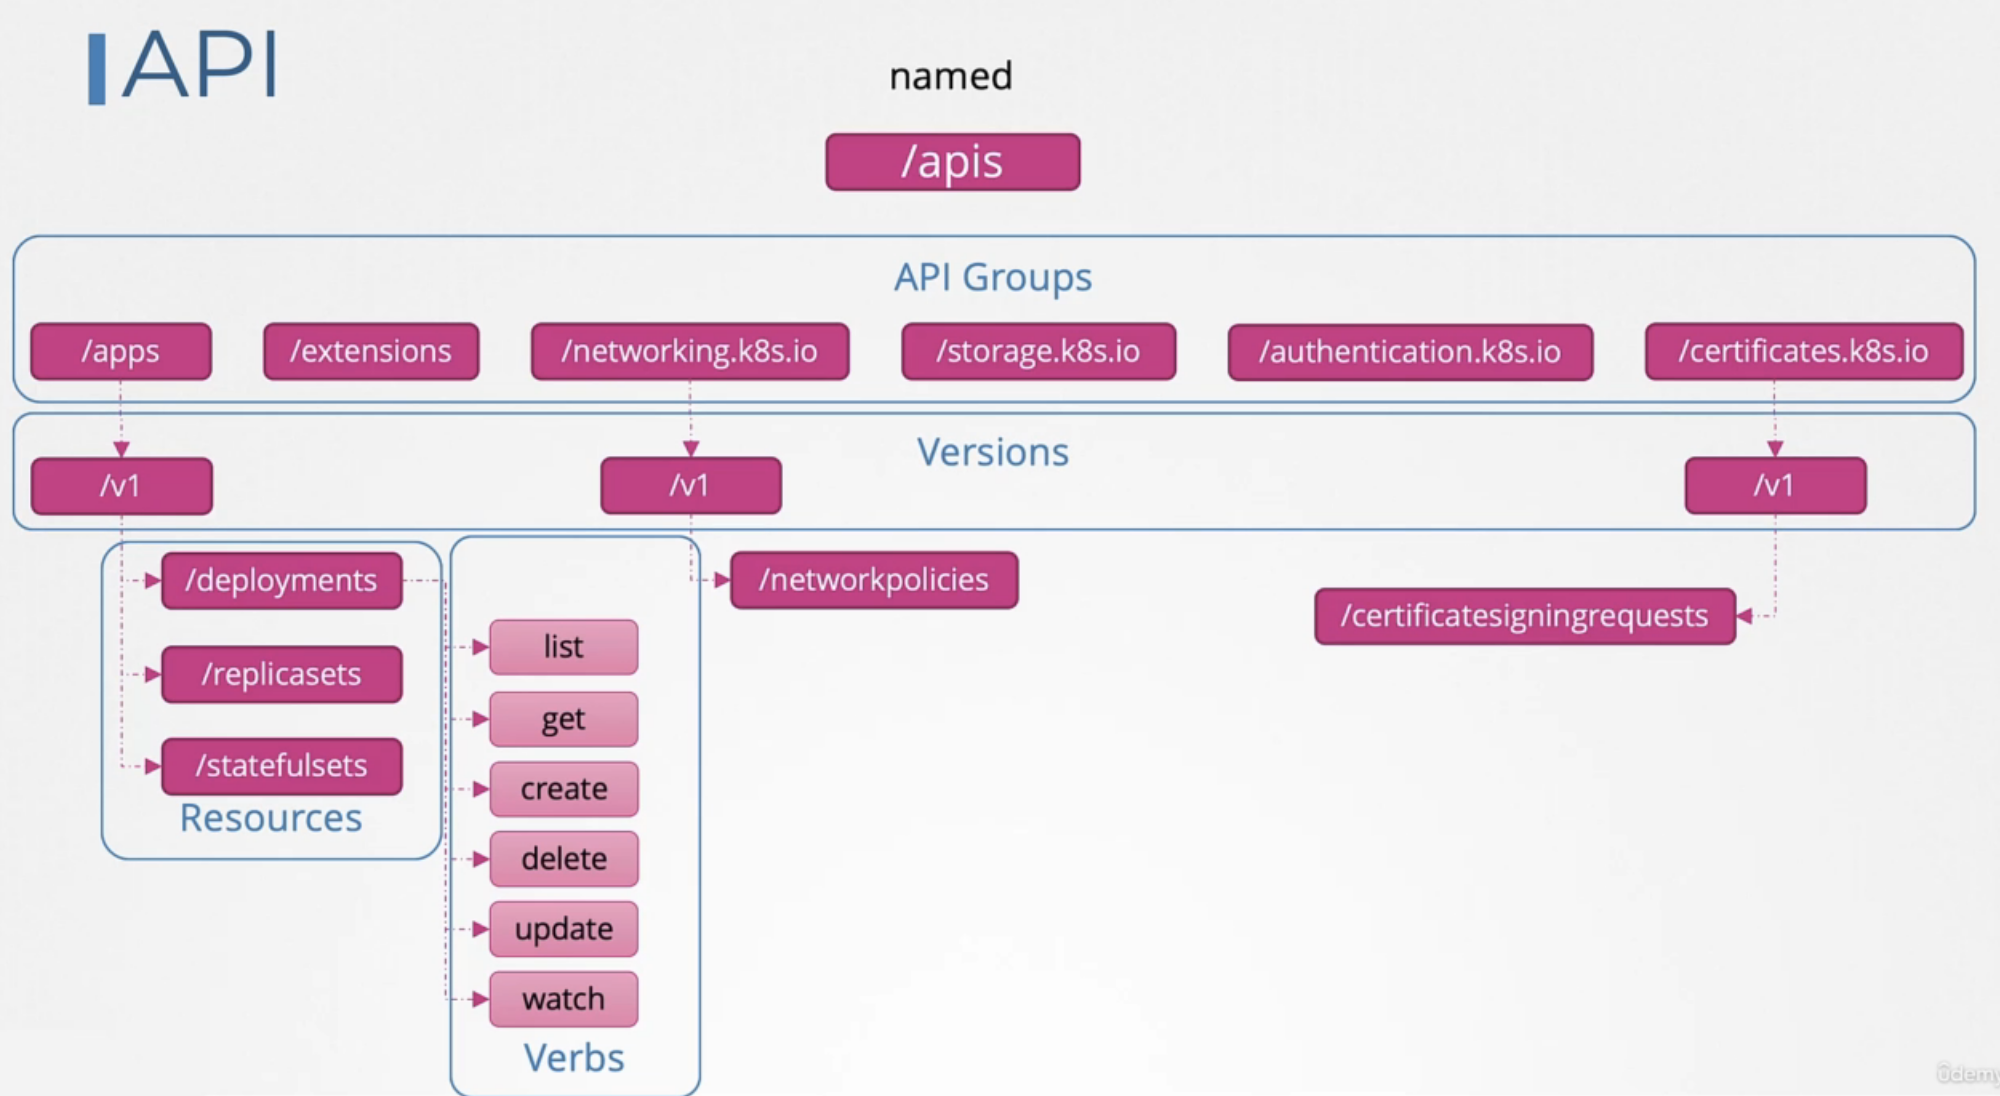 API
named
/apis
API Groups
/apps
/extensions
/networking.k8s.io
/storage.k8s.io
/authentication.k8s.io
/certificates.k8s.io
Versions
/v1
/v1
/v1
/deployments
/replicasets
/statefulsets
Resources
list
get
create
delete
update
watch
Verbs
/networkpolicies
/certificatesigningrequests
ûdemy